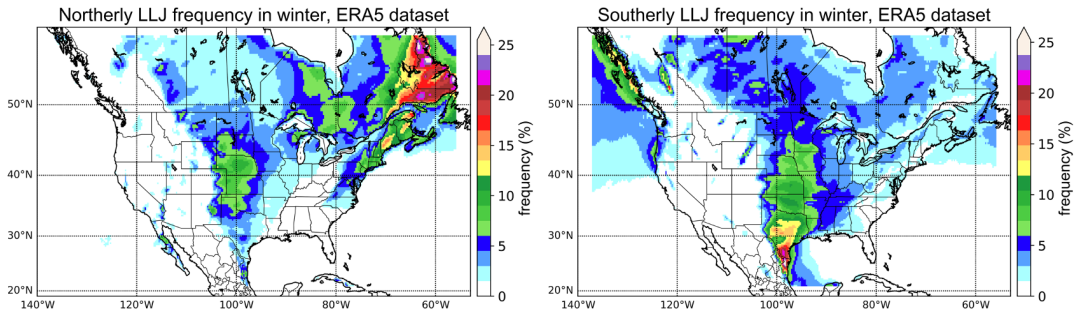 Northerly LLJ frequency in winter, ERA5 dataset
50°N
40°N
30°N
20°N
140°W 120°W 100°W 80°W 60°W
25
20
15
10
5
0
frequency (%)
Southerly LLJ frequency in winter, ERA5 dataset
50°N
40°N
30°N
20°N
140°W 120°W 100°W 80°W 60°W
25
20
15
10
5
0
frequency (%)